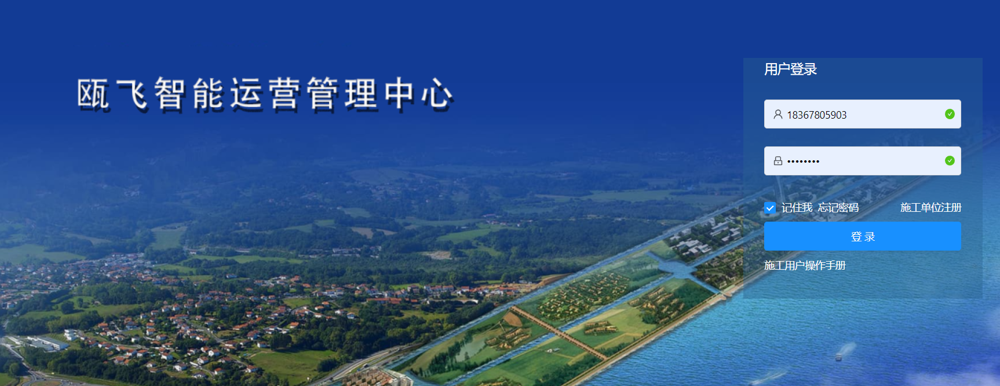 瓯飞智能运营管理中心
用户登录
18367805903
••••••••
记住我 忘记密码 施工单位注册
登 录
施工用户操作手册